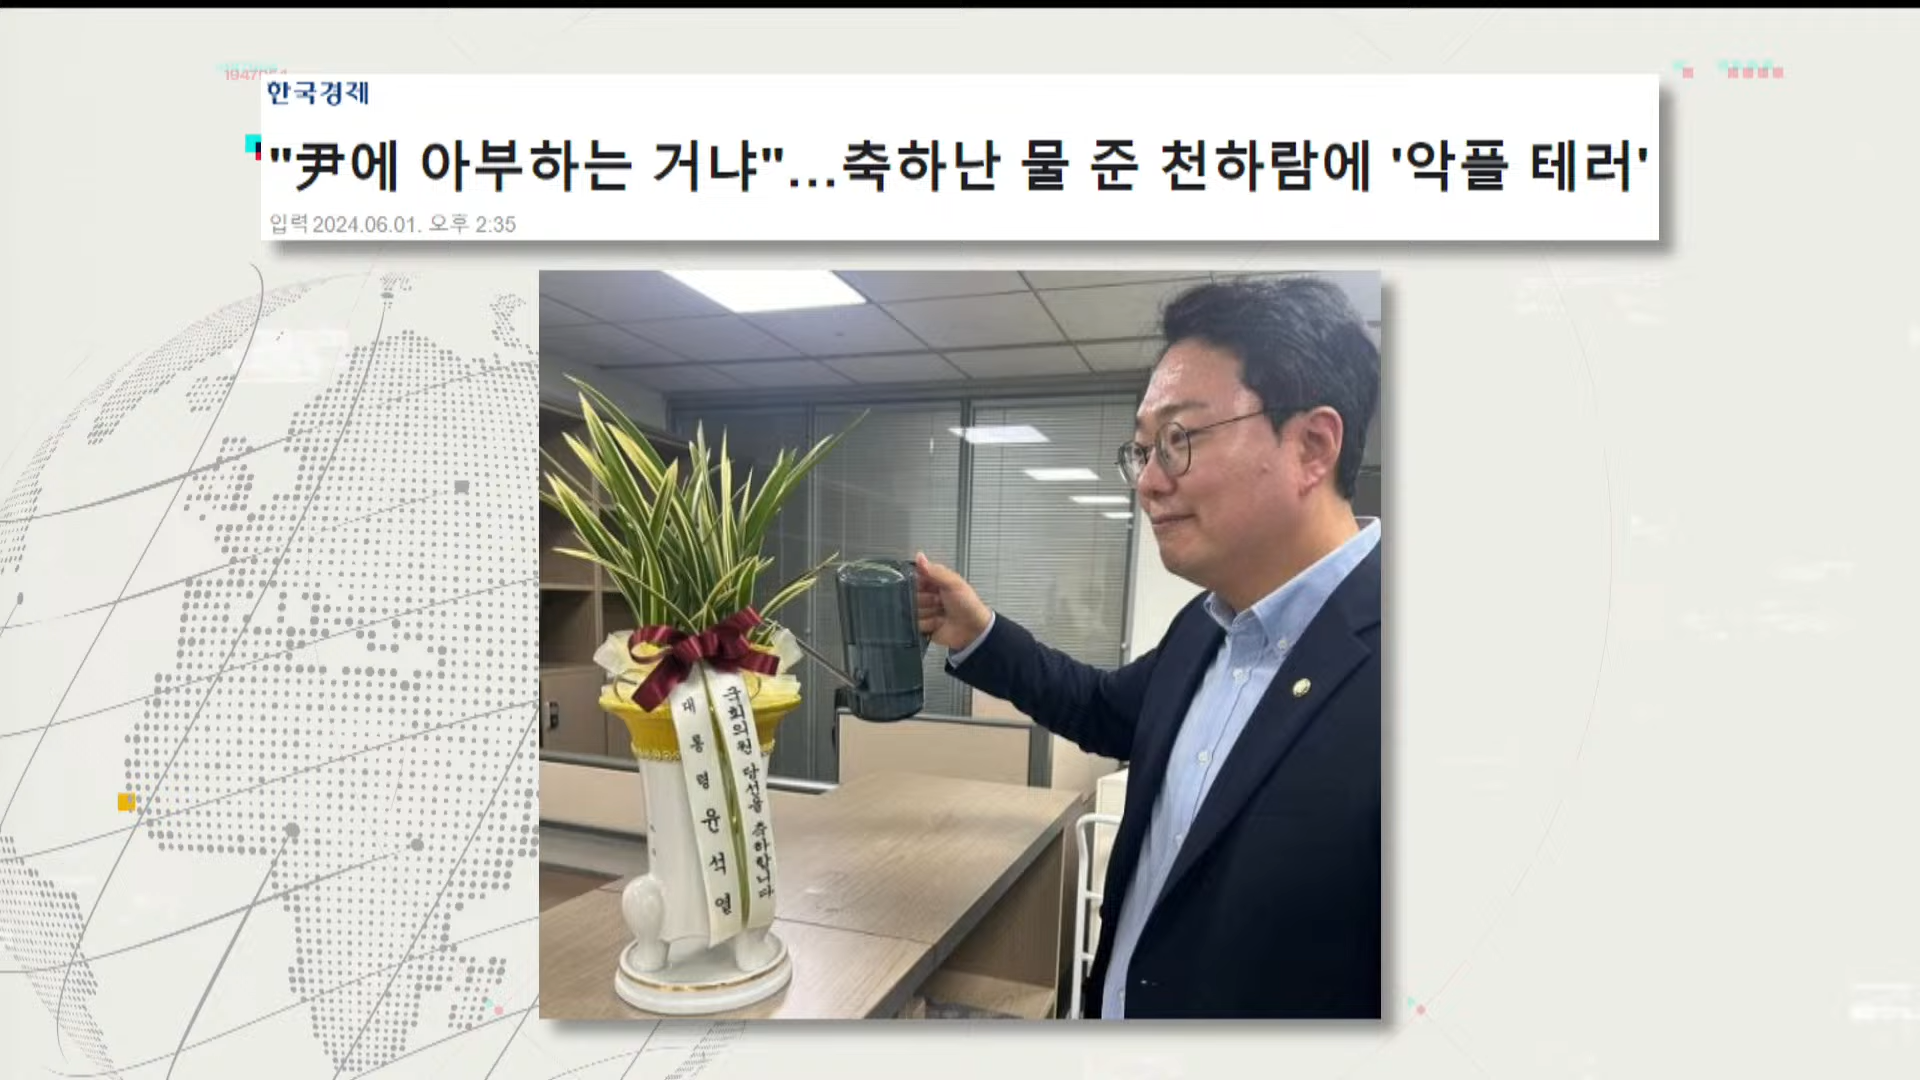 1947054
한국경제
"尹에 아부하는 거냐"...축하난 물 준 천하람에 '악플 테러'
입력 2024.06.01. 오후 2:35
국회의원 당선을 축하합니다
대통령 윤석열